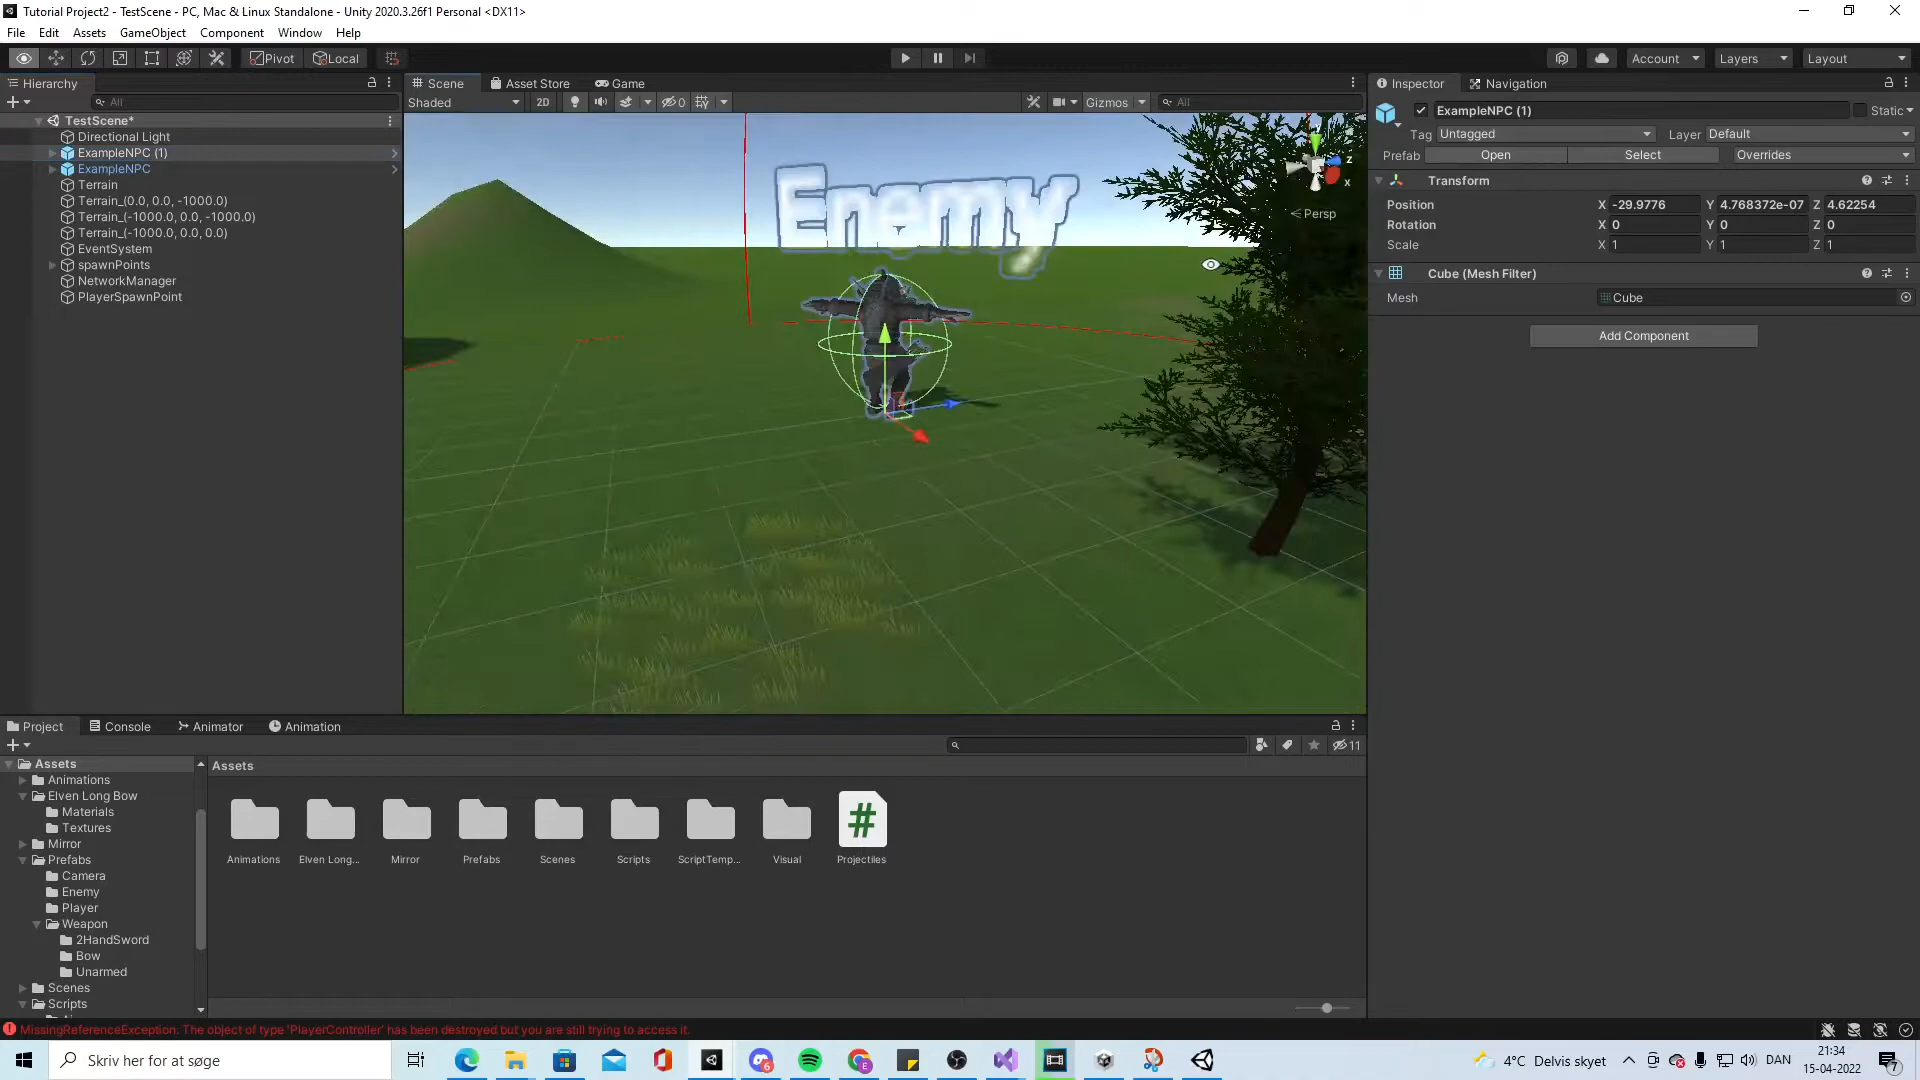 Tutorial Project2 - TestScene - PC, Mac & Linux Standalone - Unity 2020.3.26f1 Personal <DX11>
File Edit Assets GameObject Component Window Help
Pivot Local Account Layers Layout
Hierarchy Scene Asset Store Game Inspector Navigation
All Shaded 2D 0 Gizmos All
ExampleNPC (1) Static
TestScene*
Directional Light
ExampleNPC (1)
ExampleNPC
Terrain
Terrain_(0.0, 0.0, -1000.0)
Terrain_(-1000.0, 0.0, -1000.0)
Terrain_(-1000.0, 0.0, 0.0)
EventSystem
spawnPoints
NetworkManager
PlayerSpawnPoint
Enemy
z
x
Persp
Tag Untagged Layer Default
Prefab Open Select Overrides
Transform
Position X -29.9776 Y 4.768372e-07 Z 4.62254
Rotation X 0 Y 0 Z 0
Scale X 1 Y 1 Z 1
Cube (Mesh Filter)
Mesh Cube
Add Component
Project Console Animator Animation
11
Assets
Animations
Elven Long Bow
Materials
Textures
Mirror
Prefabs
Camera
Enemy
Player
Weapon
2HandSword
Bow
Unarmed
Scenes
Scripts
Assets
Animations Elven Long... Mirror Prefabs Scenes Scripts ScriptTemp... Visual Projectiles
MissingReferenceException: The object of type 'PlayerController' has been destroyed but you are still trying to access it.
Skriv her for at søge
6
4°C Delvis skyet
DAN
21:34
15-04-2022
7